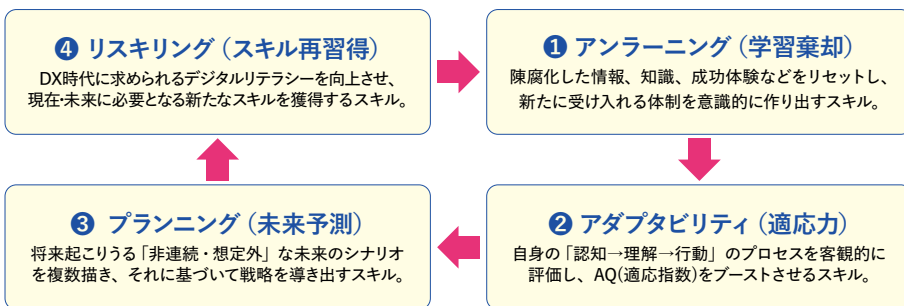 ❹ リスキリング（スキル再習得）
DX時代に求められるデジタルリテラシーを向上させ、
現在・未来に必要となる新たなスキルを獲得するスキル。
❶ アンラーニング（学習棄却）
陳腐化した情報、知識、成功体験などをリセットし、
新たに受け入れる体制を意識的に作り出すスキル。
❸ プランニング（未来予測）
将来起こりうる「非連続・想定外」な未来のシナリオ
を複数描き、それに基づいて戦略を導き出すスキル。
❷ アダプタビリティ（適応力）
自身の「認知→理解→行動」のプロセスを客観的に
評価し、AQ(適応指数)をブーストさせるスキル。